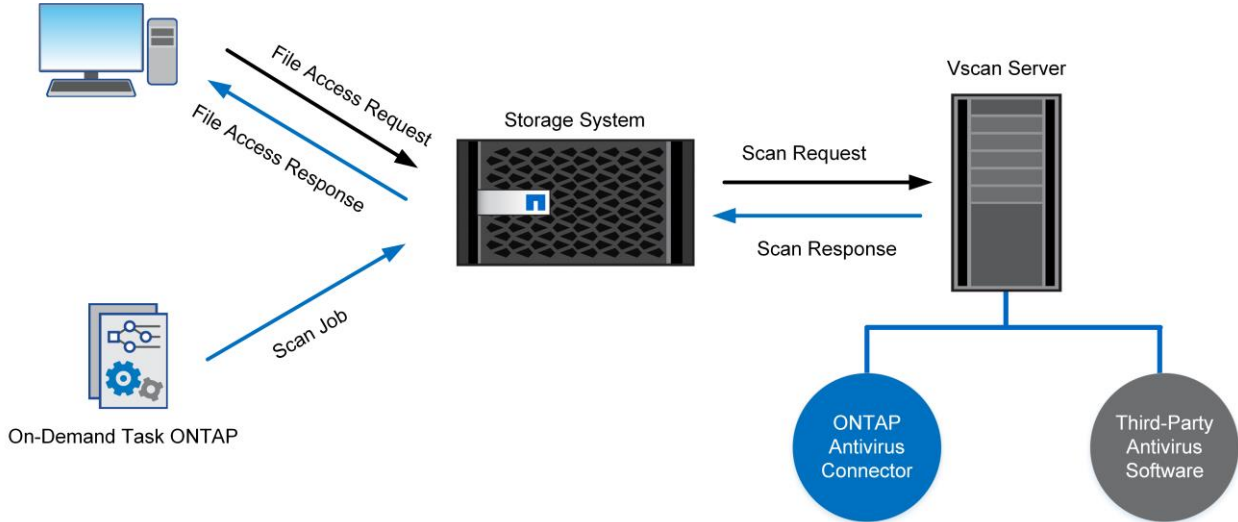 File Access Request
File Access Response
Storage System
Vscan Server
Scan Request
Scan Response
Scan Job
On-Demand Task ONTAP
ONTAP
Antivirus
Connector
Third-Party
Antivirus
Software